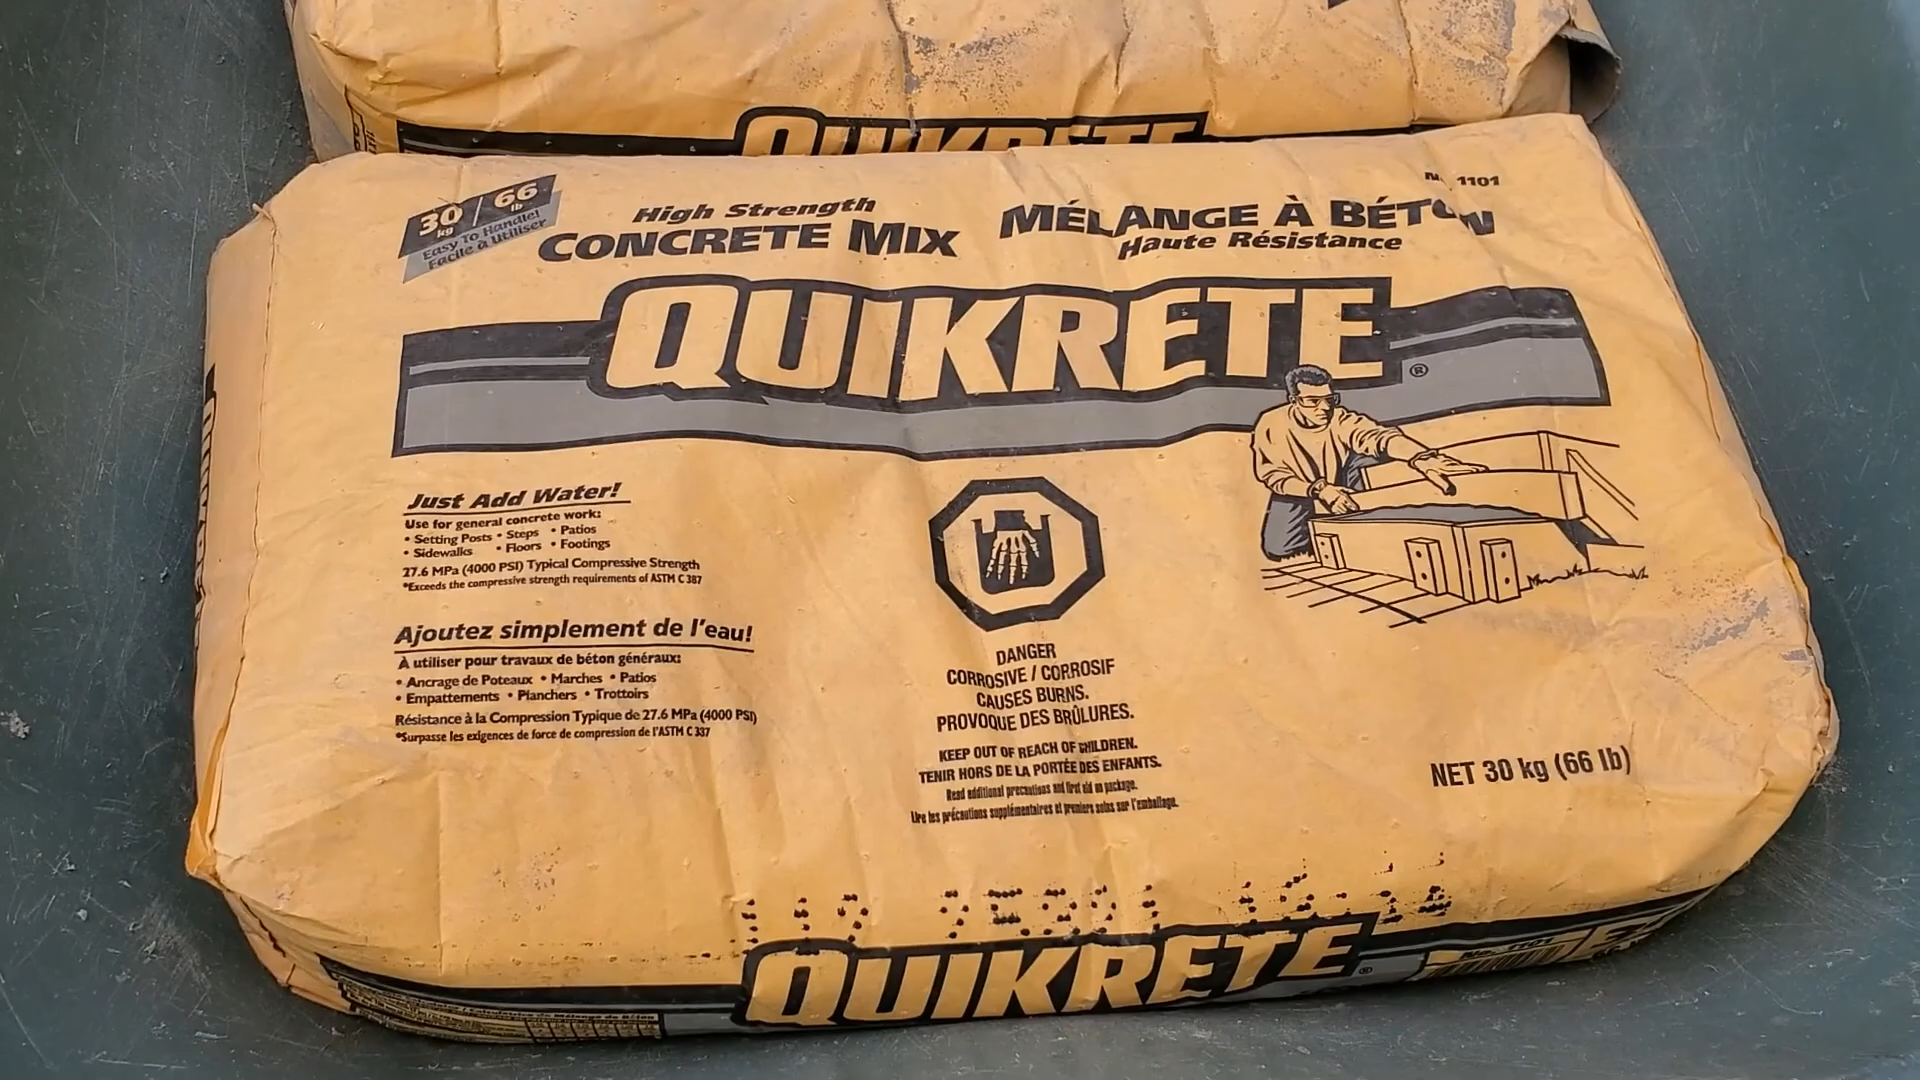 QUIKRETE
30 kg | 66 lb
Easy To Handle!
Facile à Utiliser
High Strength
CONCRETE MIX
No. 1101
MÉLANGE À BÉTON
Haute Résistance
QUIKRETE®
Just Add Water!
Use for general concrete work:
• Setting Posts • Steps • Patios
• Sidewalks • Floors • Footings
27.6 MPa (4000 PSI) Typical Compressive Strength
*Exceeds the compressive strength requirements of ASTM C 387
Ajoutez simplement de l'eau!
À utiliser pour travaux de béton généraux:
• Ancrage de Poteaux • Marches • Patios
• Empattements • Planchers • Trottoirs
Résistance à la Compression Typique de 27.6 MPa (4000 PSI)
*Surpasse les exigences de force de compression de l'ASTM C 387
DANGER
CORROSIVE / CORROSIF
CAUSES BURNS.
PROVOQUE DES BRÛLURES.
KEEP OUT OF REACH OF CHILDREN.
TENIR HORS DE LA PORTÉE DES ENFANTS.
Read additional precautions and first aid on package.
Lire les précautions supplémentaires et premiers soins sur l'emballage.
NET 30 kg (66 lb)
QUIKRETE®
No. 1101